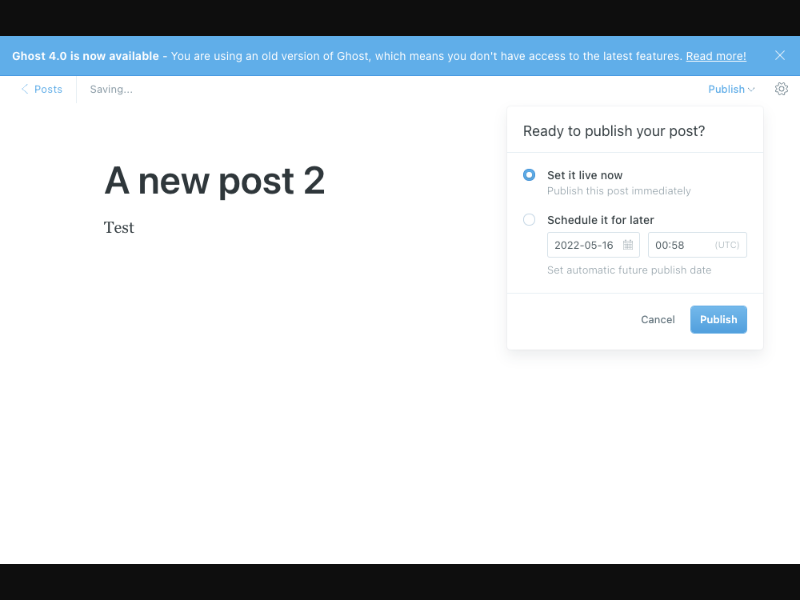 Ghost 4.0 is now available - You are using an old version of Ghost, which means you don't have access to the latest features. Read more!
Posts
Saving...
Publish
Ready to publish your post?
A new post 2
Test
Set it live now
Publish this post immediately
Schedule it for later
2022-05-16
00:58
(UTC)
Set automatic future publish date
Cancel
Publish